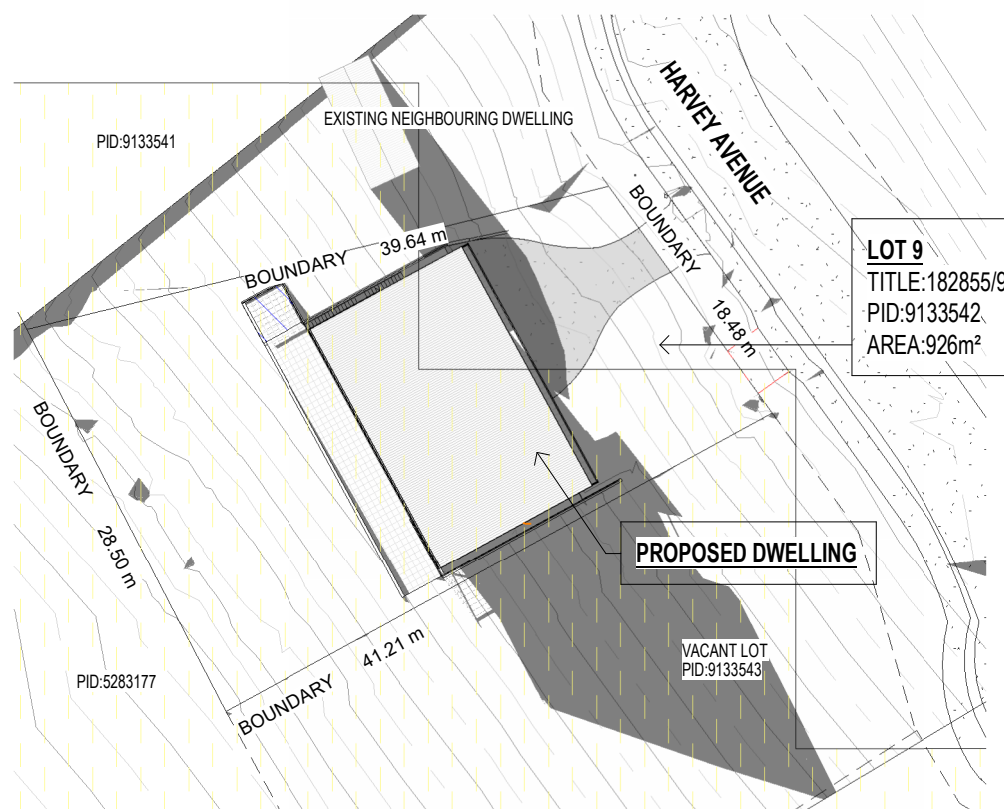 HARVEY AVENUE
EXISTING NEIGHBOURING DWELLING
PID:9133541
BOUNDARY
39.64 m
BOUNDARY
18.48 m
LOT 9
TITLE:182855/9
PID:9133542
AREA:926m²
BOUNDARY
28.50 m
PROPOSED DWELLING
BOUNDARY
41.21 m
VACANT LOT
PID:9133543
PID:5283177